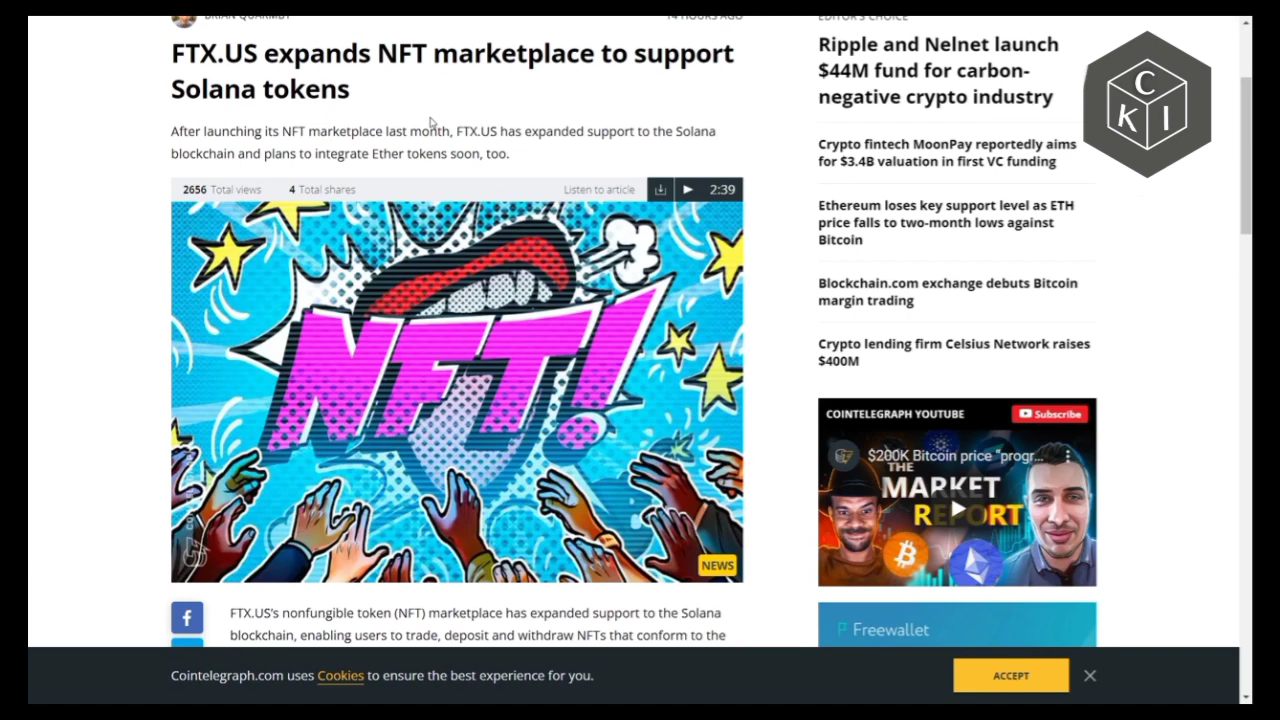 BRIAN QUARMBY
14 HOURS AGO
FTX.US expands NFT marketplace to support
Solana tokens
After launching its NFT marketplace last month, FTX.US has expanded support to the Solana
blockchain and plans to integrate Ether tokens soon, too.
2656 Total views
4 Total shares
Listen to article
2:39
NFT!
NEWS
f
FTX.US's nonfungible token (NFT) marketplace has expanded support to the Solana
blockchain, enabling users to trade, deposit and withdraw NFTs that conform to the
EDITOR'S CHOICE
Ripple and Nelnet launch
$44M fund for carbon-
negative crypto industry
Crypto fintech MoonPay reportedly aims
for $3.4B valuation in first VC funding
Ethereum loses key support level as ETH
price falls to two-month lows against
Bitcoin
Blockchain.com exchange debuts Bitcoin
margin trading
Crypto lending firm Celsius Network raises
$400M
COINTELEGRAPH YOUTUBE
Subscribe
$200K Bitcoin price "progr...
THE
MARKET
REPORT
Freewallet
C
K I
Cointelegraph.com uses Cookies to ensure the best experience for you.
ACCEPT